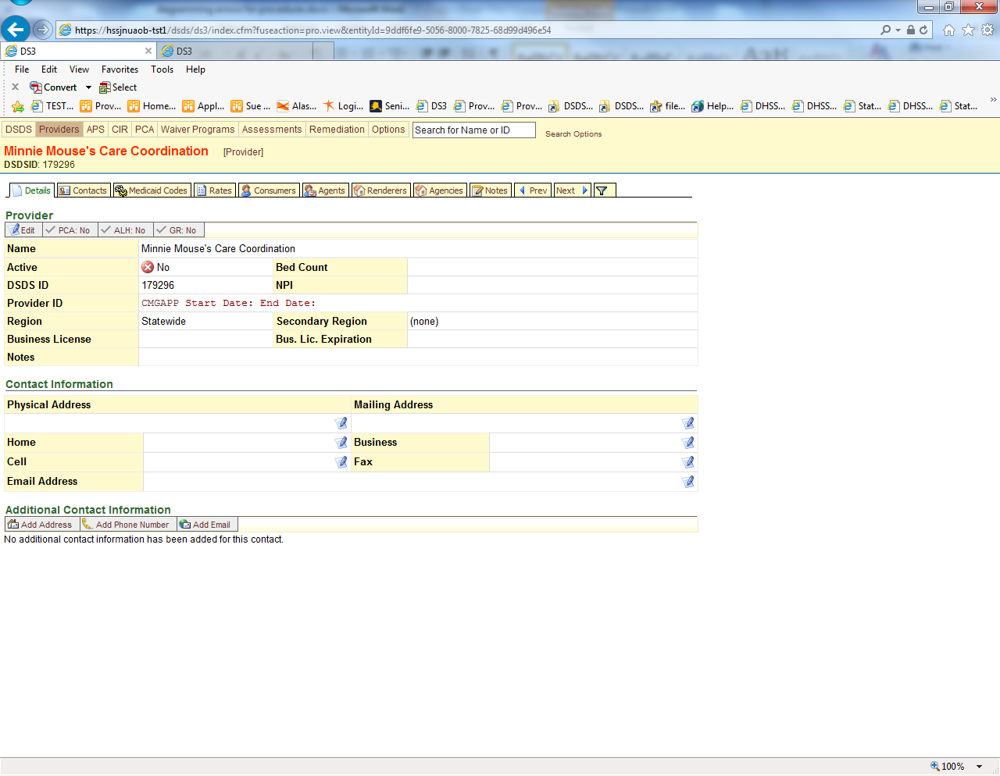 https://hssjnuaob-tst1/dsds/ds3/index.cfm?fuseaction=pro.view&entityId=9ddf6fe9-5056-8000-7825-68d99d496e54
DS3 DS3
File Edit View Favorites Tools Help
Convert Select
TEST... Prov... Home... Appl... Sue ... Alas... Logi... Seni... DS3 Prov... Prov... DSDS... DSDS... file... Help... DHSS... DHSS... Stat... DHSS... Stat...
DSDS Providers APS CIR PCA Waiver Programs Assessments Remediation Options Search for Name or ID Search Options
Minnie Mouse's Care Coordination [Provider]
DSDSID: 179296
Details Contacts Medicaid Codes Rates Consumers Agents Renderers Agencies Notes Prev Next
Provider
Edit PCA: No ALH: No GR: No
Name Minnie Mouse's Care Coordination
Active No Bed Count
DSDS ID 179296 NPI
Provider ID CMGAPP Start Date: End Date:
Region Statewide Secondary Region (none)
Business License Bus. Lic. Expiration
Notes
Contact Information
Physical Address Mailing Address
Home Business
Cell Fax
Email Address
Additional Contact Information
Add Address Add Phone Number Add Email
No additional contact information has been added for this contact.
100%